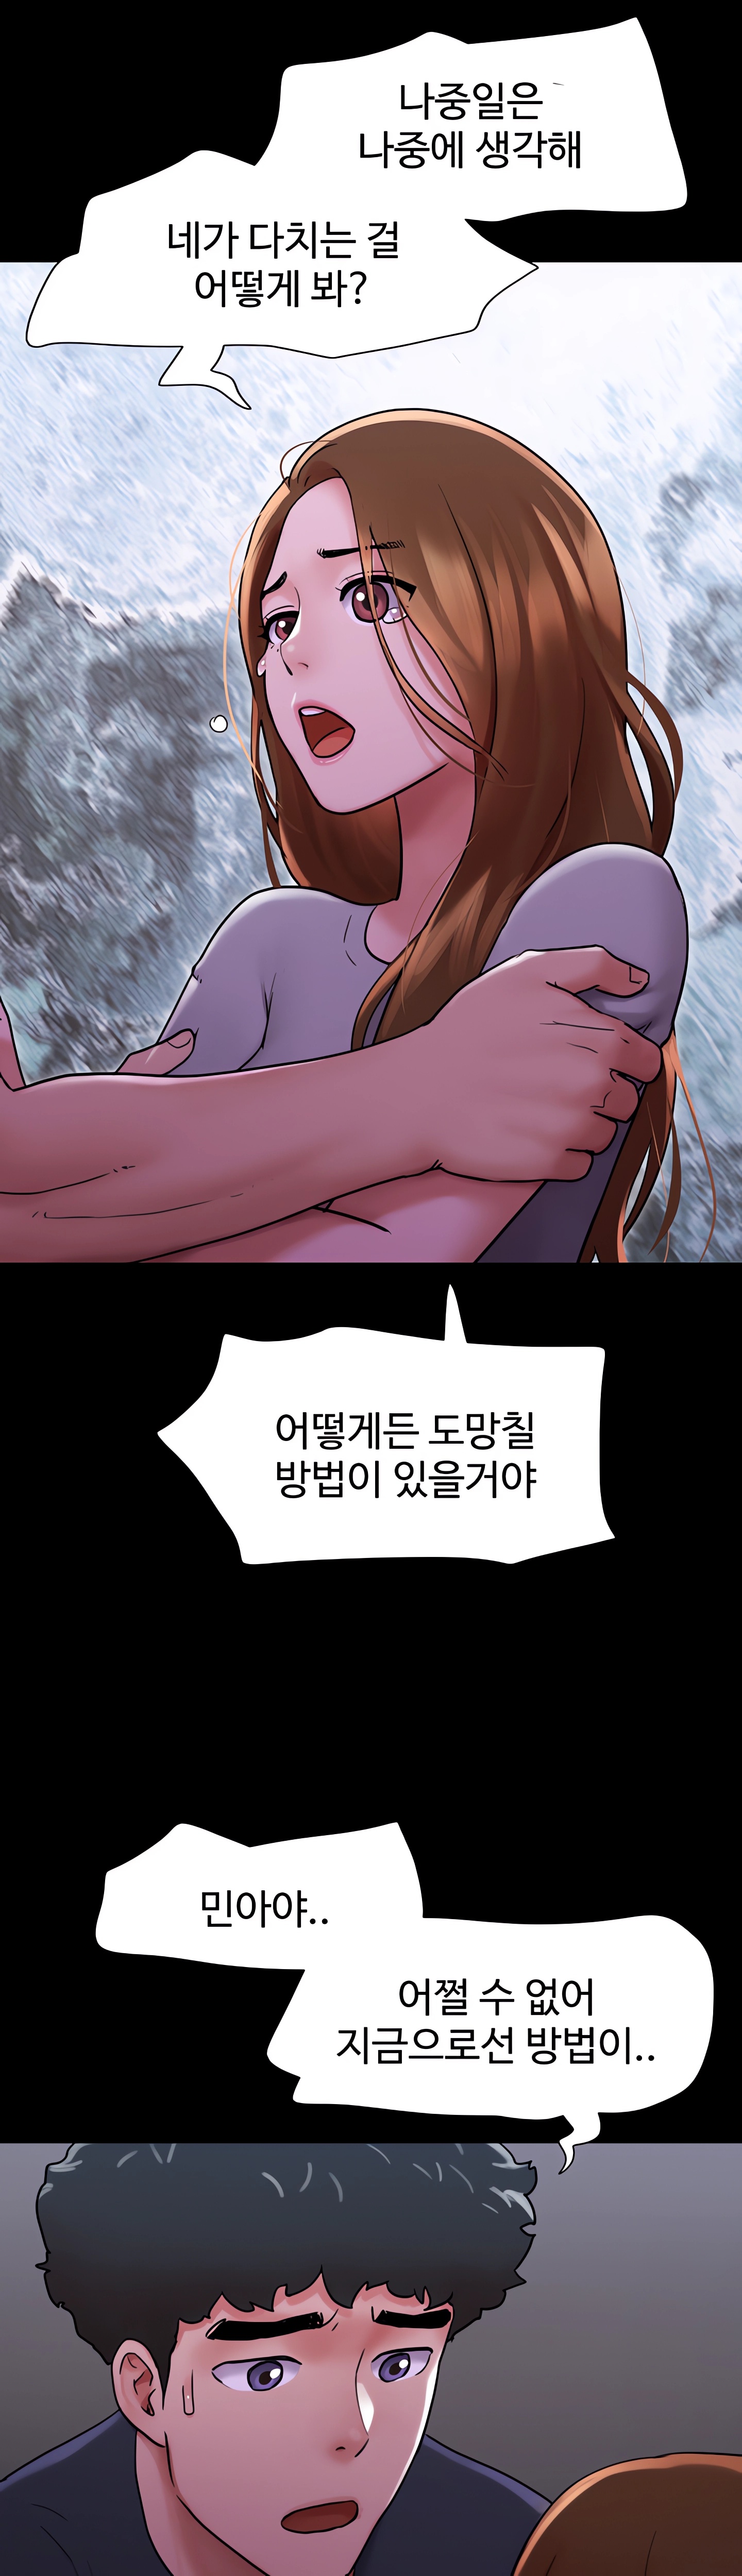 나중일은
나중에 생각해
네가 다치는 걸
어떻게 봐?
어떻게든 도망칠
방법이 있을거야
민아야..
어쩔 수 없어
지금으로선 방법이..